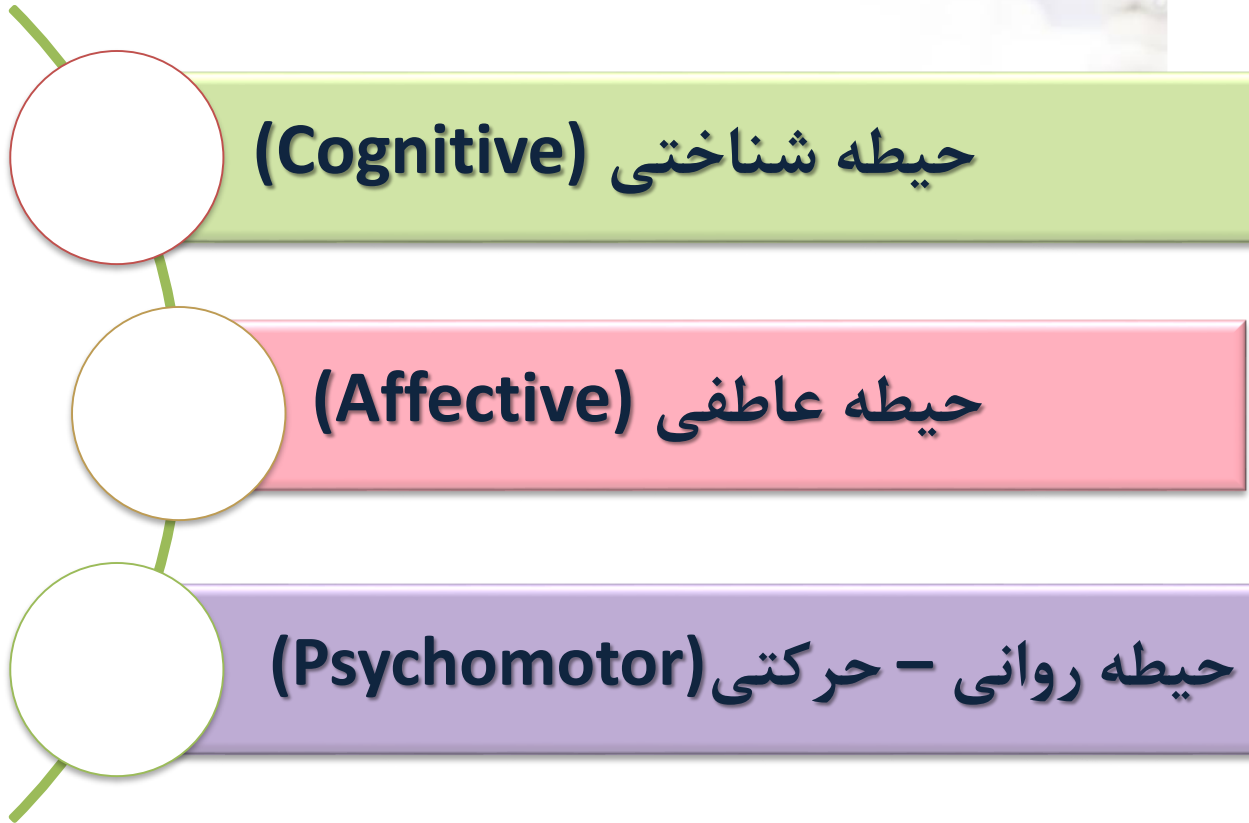 حیطه شناختی (Cognitive)
حیطه عاطفی (Affective)
حیطه روانی – حرکتی(Psychomotor)